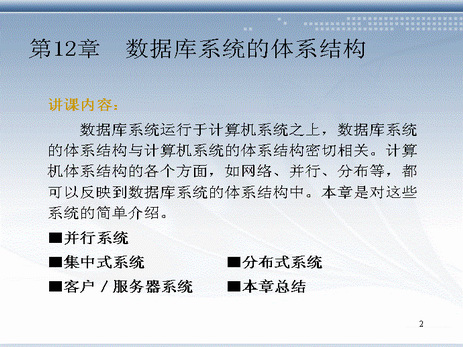 第12章 数据库系统的体系结构
讲课内容：
数据库系统运行于计算机系统之上，数据库系统
的体系结构与计算机系统的体系结构密切相关。计算
机体系结构的各个方面，如网络、并行、分布等，都
可以反映到数据库系统的体系结构中。本章是对这些
系统的简单介绍。
■并行系统
■集中式系统 ■分布式系统
■客户／服务器系统 ■本章总结
2